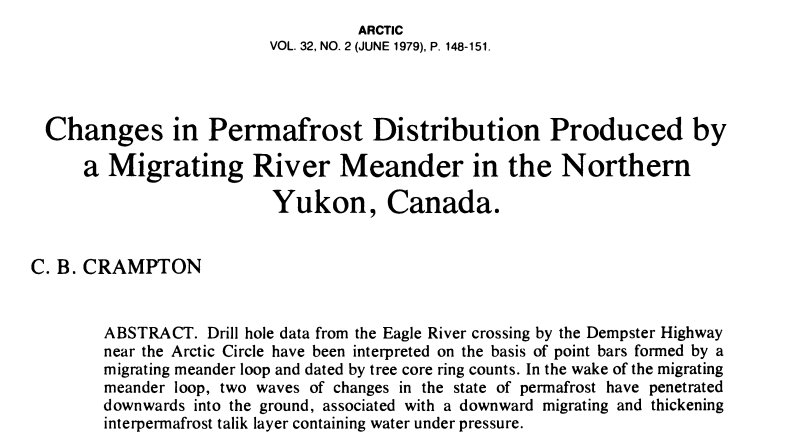 ARCTIC
VOL. 32, NO. 2 (JUNE 1979), P. 148-151.
Changes in Permafrost Distribution Produced by
a Migrating River Meander in the Northern
Yukon, Canada.
C. B. CRAMPTON
ABSTRACT. Drill hole data from the Eagle River crossing by the Dempster Highway
near the Arctic Circle have been interpreted on the basis of point bars formed by a
migrating meander loop and dated by tree core ring counts. In the wake of the migrating
meander loop, two waves of changes in the state of permafrost have penetrated
downwards into the ground, associated with a downward migrating and thickening
interpermafrost talik layer containing water under pressure.